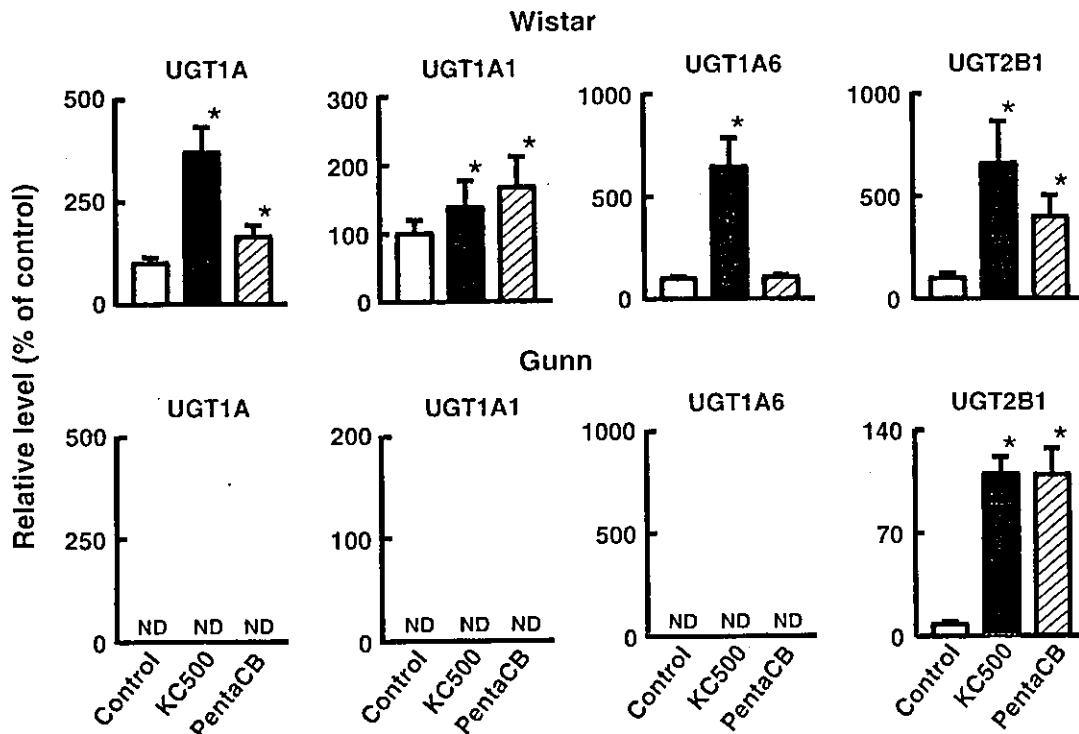 Wistar
UGT1A
UGT1A1
UGT1A6
UGT2B1
Relative level (% of control)
500
250
0
*
*
300
200
100
0
*
*
1000
500
0
*
1000
500
0
*
*
Gunn
UGT1A
UGT1A1
UGT1A6
UGT2B1
500
250
0
ND ND ND
200
100
0
ND ND ND
1000
500
0
ND ND ND
140
70
0
*
*
Control KC500 PentaCB
Control KC500 PentaCB
Control KC500 PentaCB
Control KC500 PentaCB